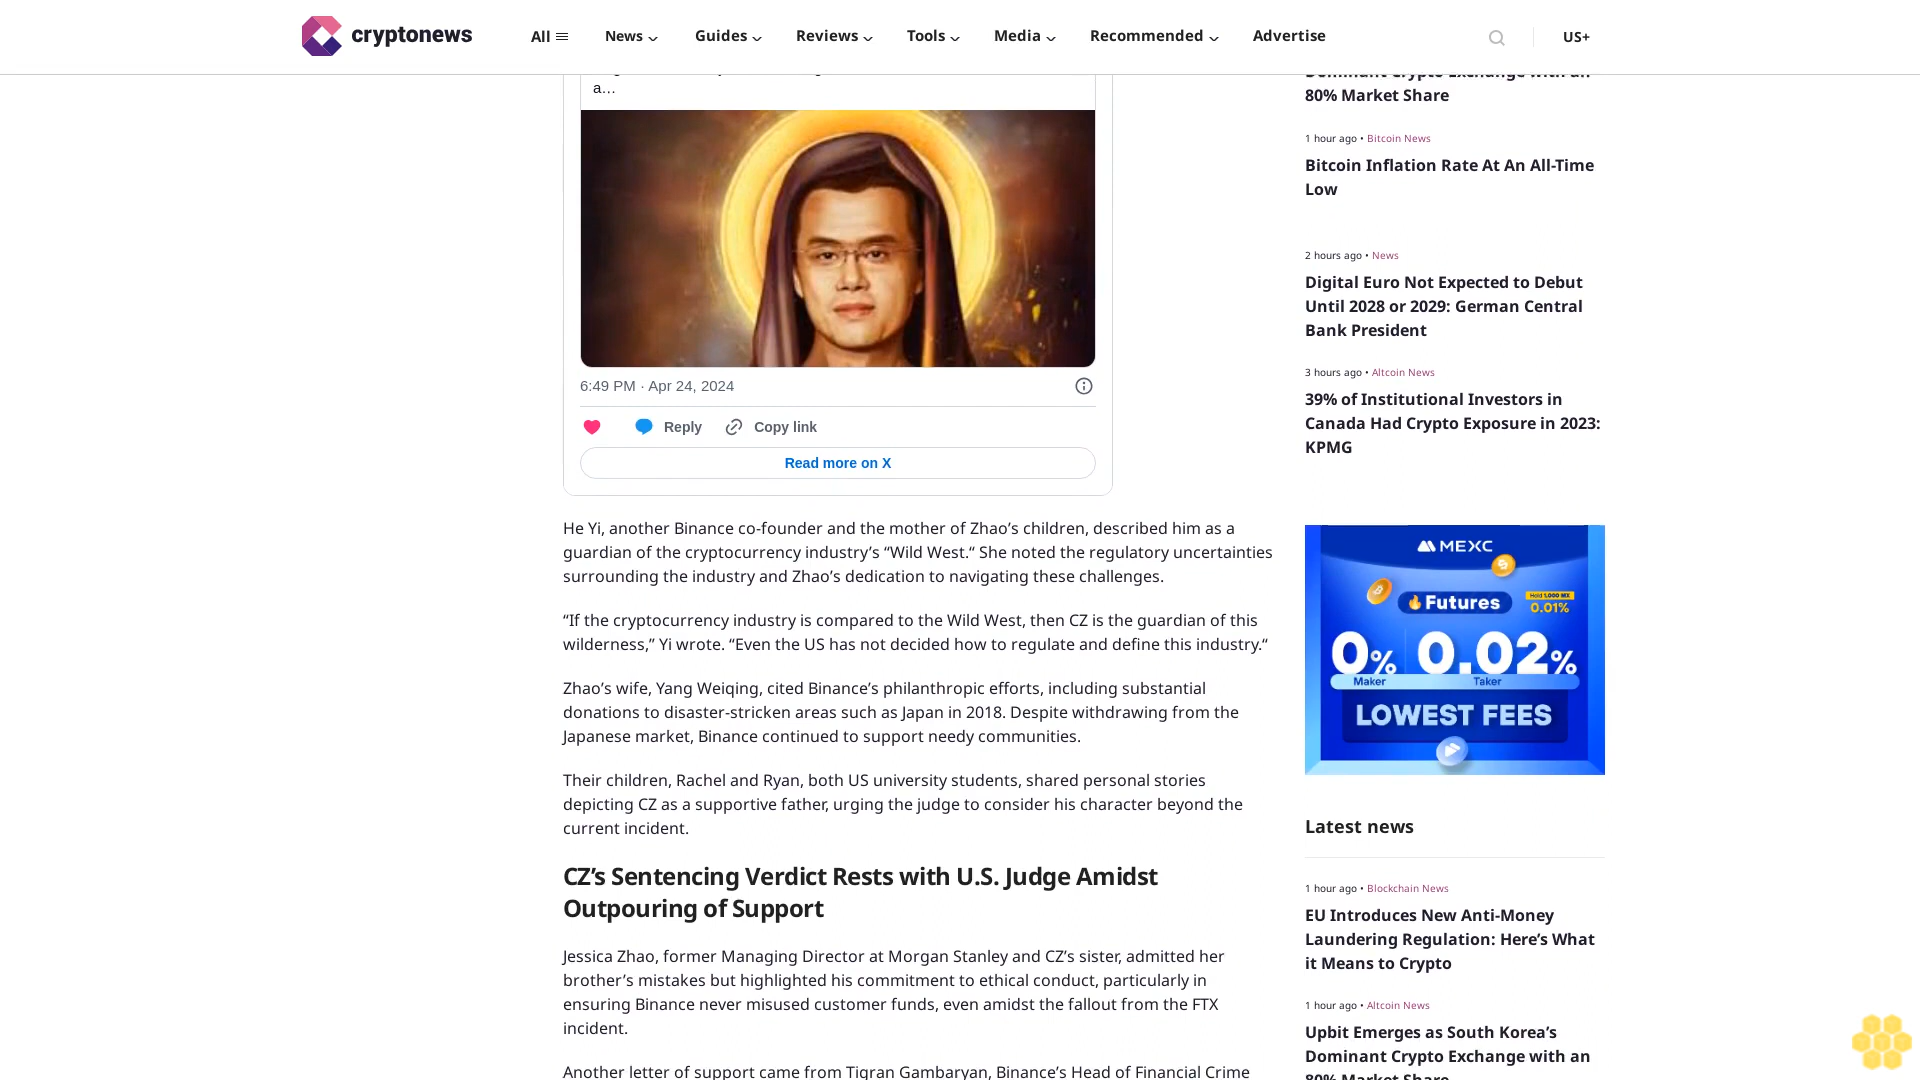 cryptonews
All
News
Guides
Reviews
Tools
Media
Recommended
Advertise
US+
a…
6:49 PM · Apr 24, 2024
Reply
Copy link
Read more on X
He Yi, another Binance co-founder and the mother of Zhao’s children, described him as a
guardian of the cryptocurrency industry’s “Wild West.“ She noted the regulatory uncertainties
surrounding the industry and Zhao’s dedication to navigating these challenges.
“If the cryptocurrency industry is compared to the Wild West, then CZ is the guardian of this
wilderness,” Yi wrote. “Even the US has not decided how to regulate and define this industry.“
Zhao’s wife, Yang Weiqing, cited Binance’s philanthropic efforts, including substantial
donations to disaster-stricken areas such as Japan in 2018. Despite withdrawing from the
Japanese market, Binance continued to support needy communities.
Their children, Rachel and Ryan, both US university students, shared personal stories
depicting CZ as a supportive father, urging the judge to consider his character beyond the
current incident.
CZ’s Sentencing Verdict Rests with U.S. Judge Amidst
Outpouring of Support
Jessica Zhao, former Managing Director at Morgan Stanley and CZ’s sister, admitted her
brother’s mistakes but highlighted his commitment to ethical conduct, particularly in
ensuring Binance never misused customer funds, even amidst the fallout from the FTX
incident.
Another letter of support came from Tigran Gambaryan, Binance’s Head of Financial Crime
Dominant Crypto Exchange with an
80% Market Share
1 hour ago • Bitcoin News
Bitcoin Inflation Rate At An All-Time
Low
2 hours ago • News
Digital Euro Not Expected to Debut
Until 2028 or 2029: German Central
Bank President
3 hours ago • Altcoin News
39% of Institutional Investors in
Canada Had Crypto Exposure in 2023:
KPMG
MEXC
Futures
Hold 1,000 MX
0.01%
0% 0.02%
Maker Taker
LOWEST FEES
Latest news
1 hour ago • Blockchain News
EU Introduces New Anti-Money
Laundering Regulation: Here’s What
it Means to Crypto
1 hour ago • Altcoin News
Upbit Emerges as South Korea’s
Dominant Crypto Exchange with an
80% Market Share